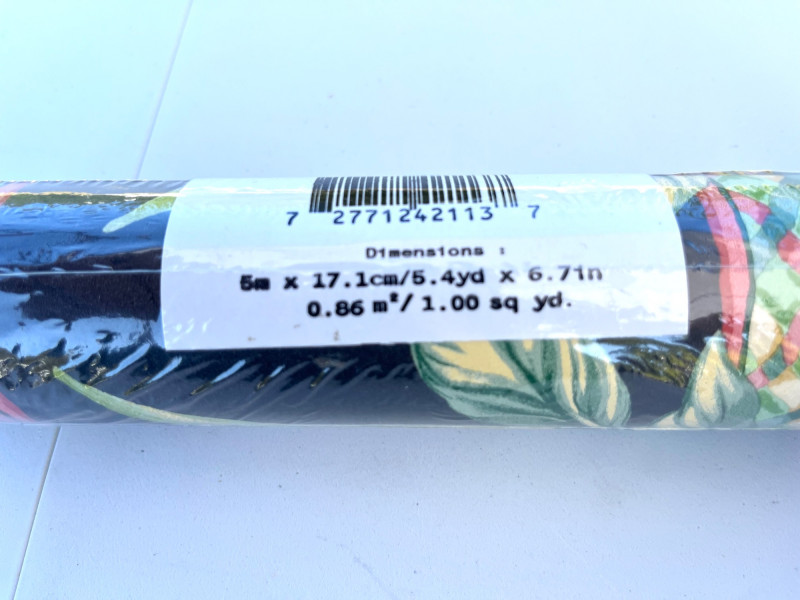 7 2771242113 7
Dimensions :
5m x 17.1cm/5.4yd x 6.7in
0.86 m²/ 1.00 sq yd.